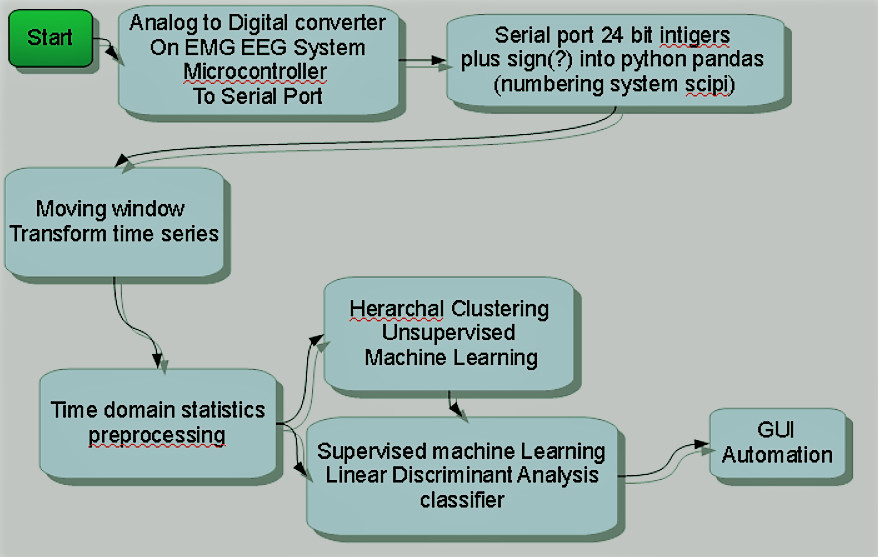 Start
Analog to Digital converter
On EMG EEG System
Microcontroller
To Serial Port
Serial port 24 bit intigers
plus sign(?) into python pandas
(numbering system scipi)
Moving window
Transform time series
Herarchal Clustering
Unsupervised
Machine Learning
Time domain statistics
preprocessing
Supervised machine Learning
Linear Discriminant Analysis
classifier
GUI
Automation